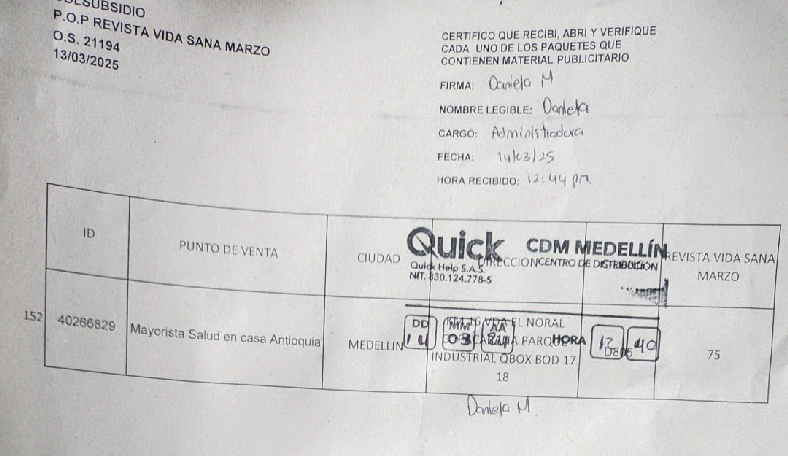 SUBSIDIO
P.O.P REVISTA VIDA SANA MARZO
O.S. 21194
13/03/2025
CERTIFICO QUE RECIBI, ABRI Y VERIFIQUE
CADA UNO DE LOS PAQUETES QUE
CONTIENEN MATERIAL PUBLICITARIO
FIRMA: Daniela M
NOMBRE LEGIBLE: Daniela
CARGO: Administradora
FECHA: 14/03/25
HORA RECIBIDO: 12:44 pm
ID
PUNTO DE VENTA
CIUDAD
DIRECCION
REVISTA VIDA SANA
MARZO
Quick CDM MEDELLÍN
Quick Help S.A.S. CENTRO DE DISTRIBUCIÓN
NIT. 830.124.778-5
152 40266829 Mayorista Salud en casa Antioquia MEDELLIN
EL NORAL
PARQUE
INDUSTRIAL QBOX BOD 17
18
75
DD MM AA
14 03 HORA 12 40
Daniela M